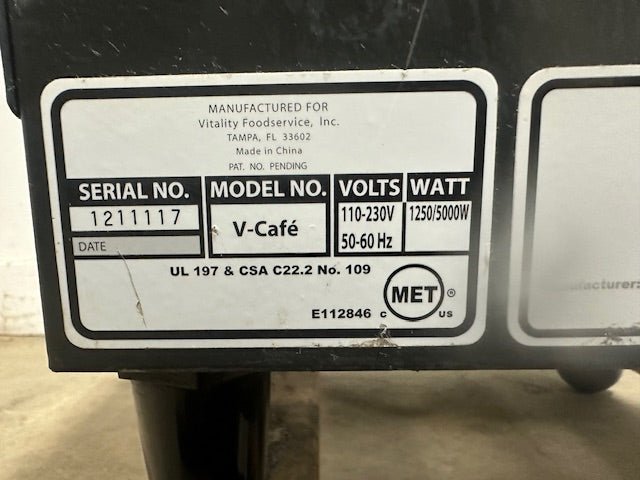 MANUFACTURED FOR
Vitality Foodservice, Inc.
TAMPA, FL 33602
Made in China
PAT. NO. PENDING
SERIAL NO. MODEL NO. VOLTS WATT
1211117 V-Café 110-230V 1250/5000W
DATE 50-60 Hz
UL 197 & CSA C22.2 No. 109
E112846 C MET ® US